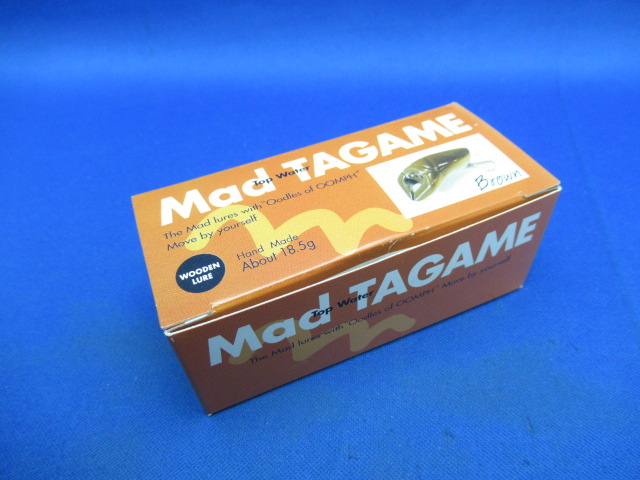 Mad TAGAME
Top Water
The Mad lures with "Oodles of OOMPH"
Move by yourself
WOODEN
LURE
Hand Made
About 18.5g
Brown
Mad TAGAME
Top Water
The Mad lures with "Oodles of OOMPH" Move by yourself